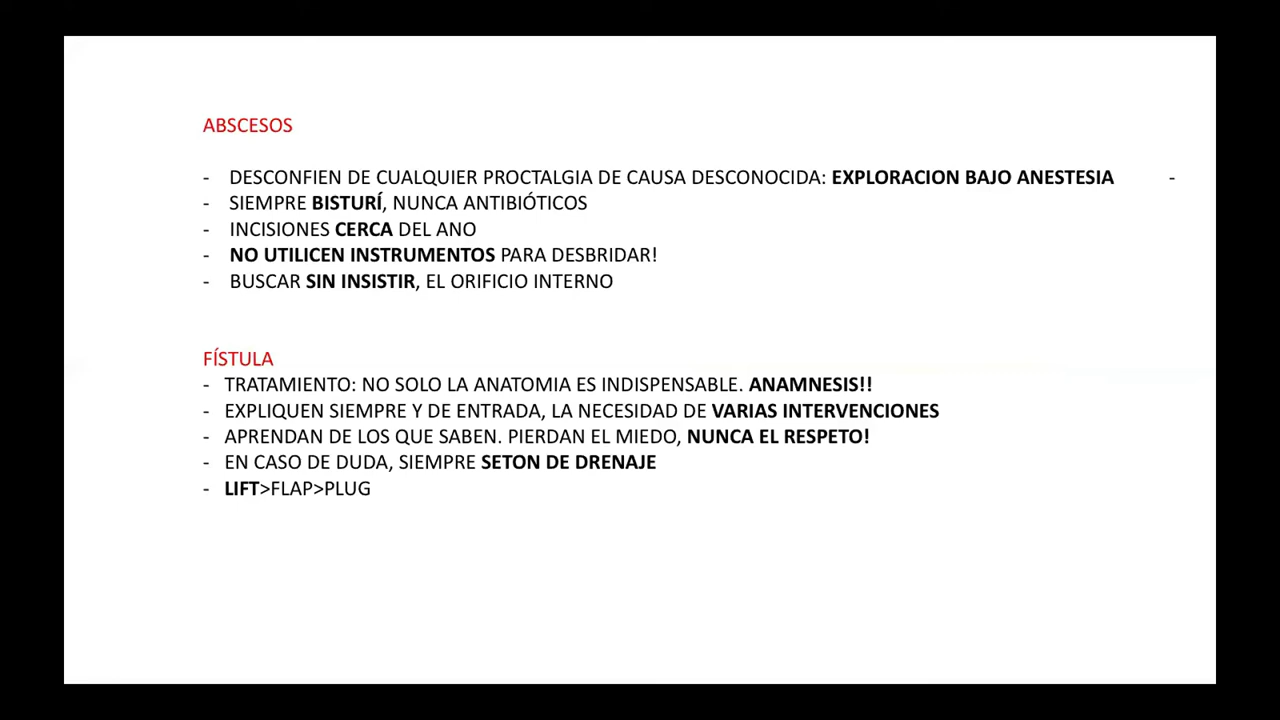 ABSCESOS
- DESCONFIEN DE CUALQUIER PROCTALGIA DE CAUSA DESCONOCIDA: EXPLORACION BAJO ANESTESIA -
- SIEMPRE BISTURÍ, NUNCA ANTIBIÓTICOS
- INCISIONES CERCA DEL ANO
- NO UTILICEN INSTRUMENTOS PARA DESBRIDAR!
- BUSCAR SIN INSISTIR, EL ORIFICIO INTERNO
FÍSTULA
- TRATAMIENTO: NO SOLO LA ANATOMIA ES INDISPENSABLE. ANAMNESIS!!
- EXPLIQUEN SIEMPRE Y DE ENTRADA, LA NECESIDAD DE VARIAS INTERVENCIONES
- APRENDAN DE LOS QUE SABEN. PIERDAN EL MIEDO, NUNCA EL RESPETO!
- EN CASO DE DUDA, SIEMPRE SETON DE DRENAJE
- LIFT>FLAP>PLUG